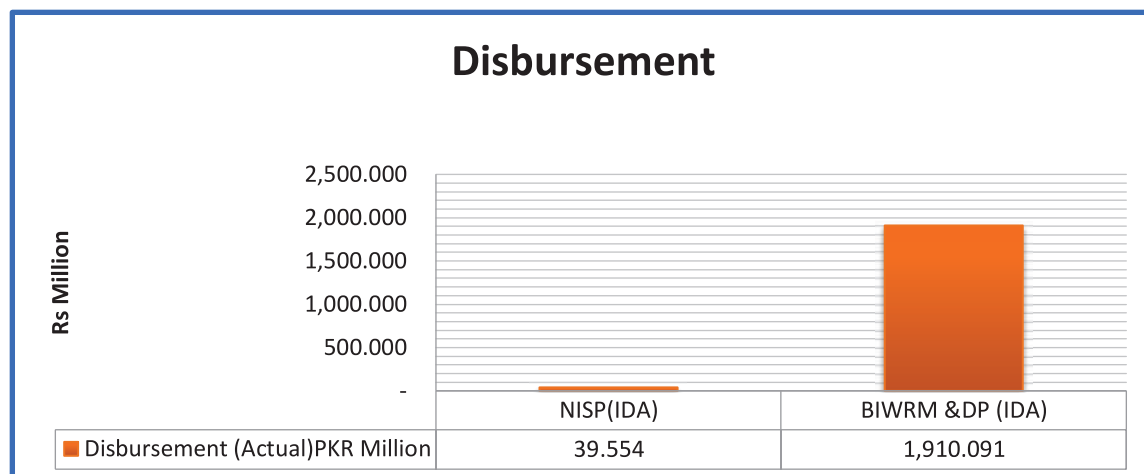 Disbursement
2,500.000
2,000.000
1,500.000
1,000.000
500.000
-
Rs Million
NISP(IDA) BIWRM &DP (IDA)
Disbursement (Actual)PKR Million 39.554 1,910.091